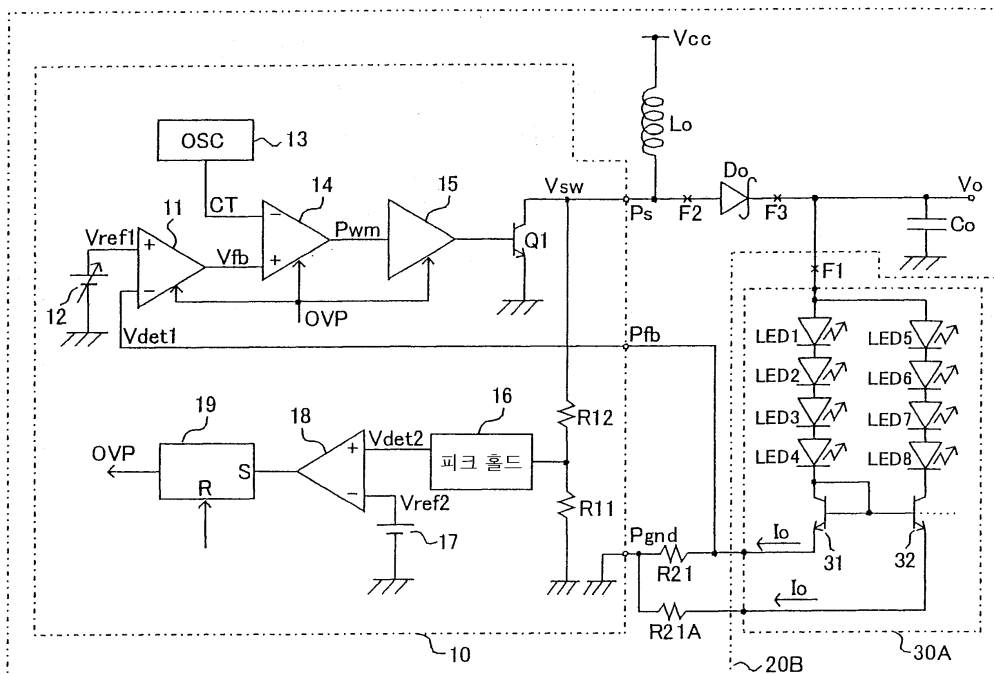 Vcc
OSC
13
Lo
14
15
Vsw
Do
Vo
11
CT
Ps
F2
F3
Co
Vref1
Vfb
Pwm
Q1
F1
12
OVP
Vdet1
Pfb
LED1
LED5
LED2
LED6
19
18
16
R12
LED3
LED7
OVP
S
Vdet2
피크 홀드
LED4
LED8
R
Vref2
R11
17
Pgnd
Io
31
32
R21
Io
R21A
10
20B
30A